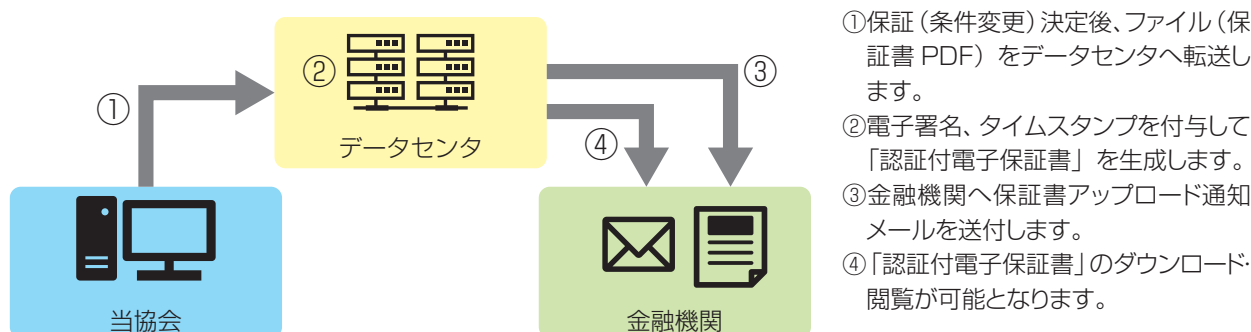 ①
②
データセンタ
③
④
当協会
金融機関
①保証（条件変更）決定後、ファイル（保
証書 PDF）をデータセンタへ転送し
ます。
②電子署名、タイムスタンプを付与して
「認証付電子保証書」を生成します。
③金融機関へ保証書アップロード通知
メールを送付します。
④「認証付電子保証書」のダウンロード・
閲覧が可能となります。